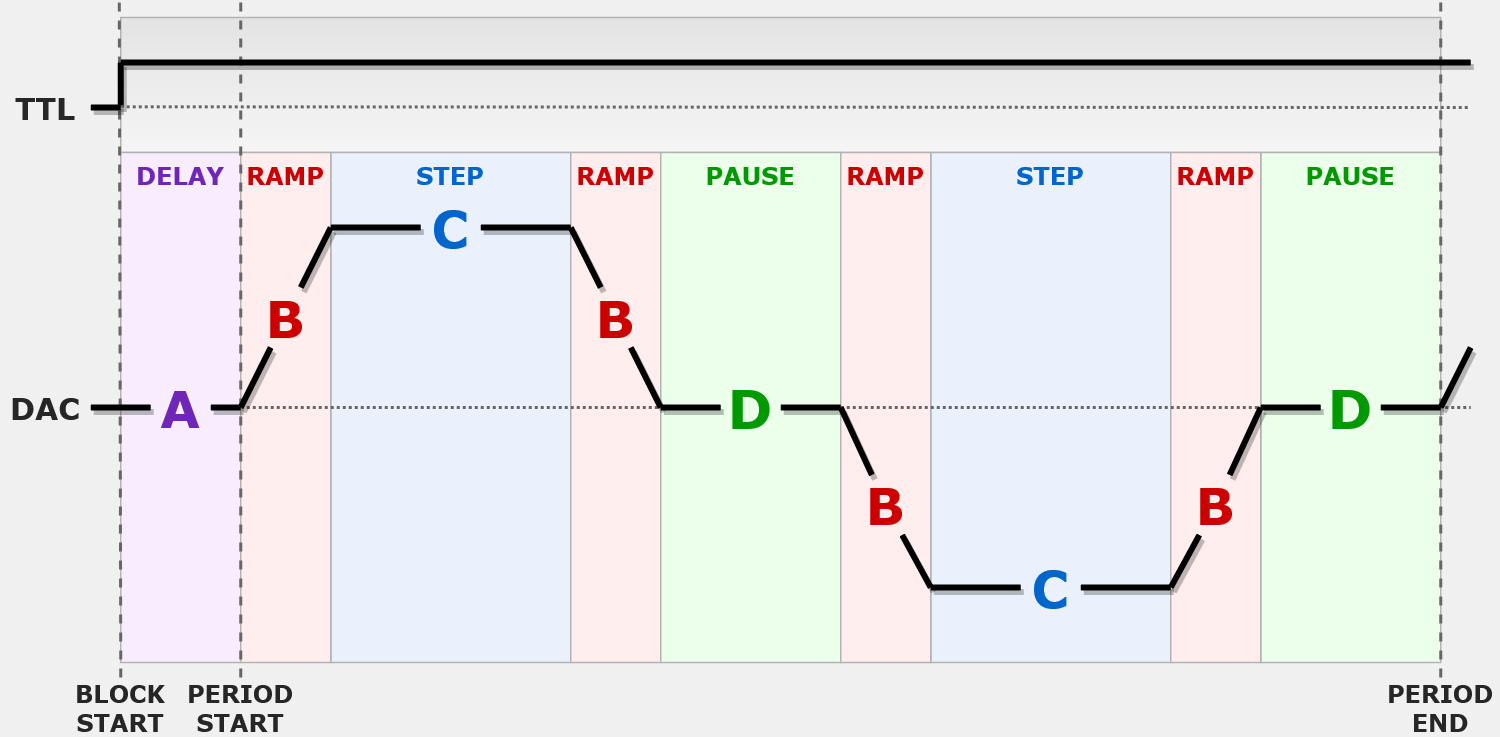 TTL
DELAY RAMP STEP RAMP PAUSE RAMP STEP RAMP PAUSE
C
B B
DAC A D D
B B
C
BLOCK START
PERIOD START
PERIOD END